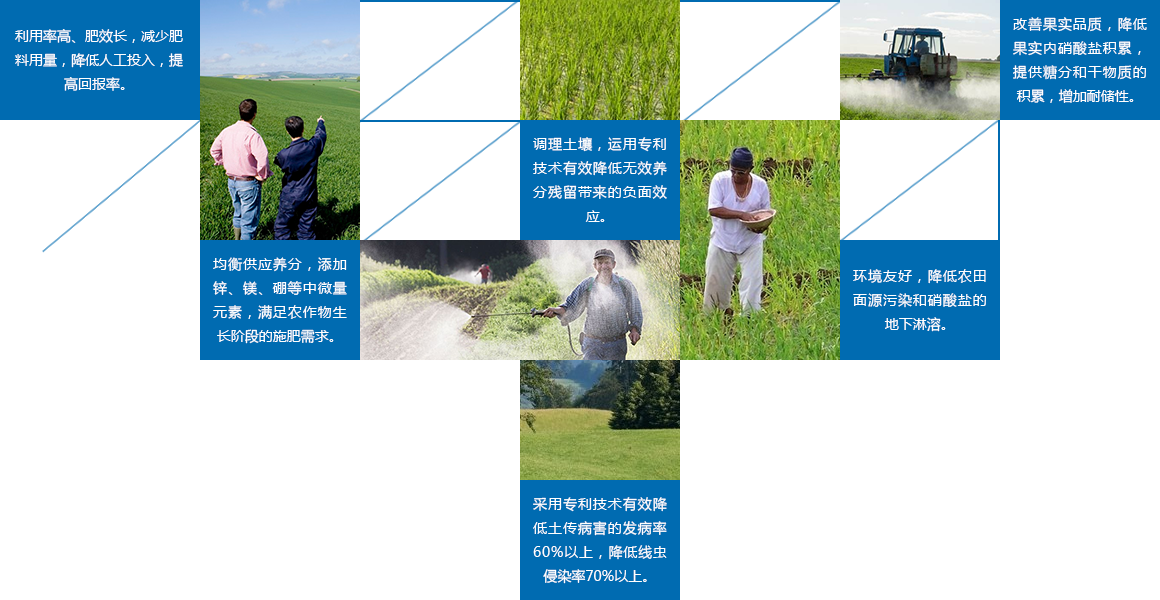 利用率高、肥效长，减少肥
料用量，降低人工投入，提
高回报率。
改善果实品质，降低
果实内硝酸盐积累，
提供糖分和干物质的
积累，增加耐储性。
调理土壤，运用专利
技术有效降低无效养
分残留带来的负面效
应。
均衡供应养分，添加
锌、镁、硼等中微量
元素，满足农作物生
长阶段的施肥需求。
环境友好，降低农田
面源污染和硝酸盐的
地下淋溶。
采用专利技术有效降
低土传病害的发病率
60%以上，降低线虫
侵染率70%以上。